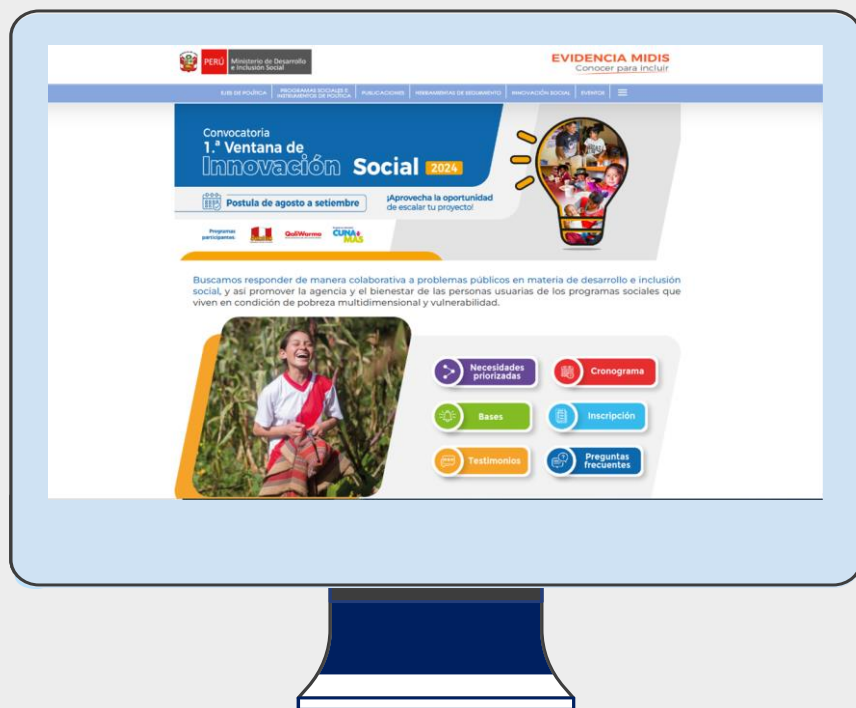 PERÚ
Ministerio de Desarrollo
e Inclusión Social
EVIDENCIA MIDIS
Conocer para incluir
EJES DE POLÍTICA
PROGRAMAS SOCIALES E
INSTRUMENTOS DE POLÍTICA
PUBLICACIONES
HERRAMIENTAS DE SEGUIMIENTO
INNOVACIÓN SOCIAL
EVENTOS
Convocatoria
1.ª Ventana de
Innovación Social 2024
Postula de agosto a setiembre
¡Aprovecha la oportunidad
de escalar tu proyecto!
Programas
participantes:
QaliWarma
CUNA
MÁS
Buscamos responder de manera colaborativa a problemas públicos en materia de desarrollo e inclusión
social, y así promover la agencia y el bienestar de las personas usuarias de los programas sociales que
viven en condición de pobreza multidimensional y vulnerabilidad.
Necesidades
priorizadas
Cronograma
Bases
Inscripción
Testimonios
Preguntas
frecuentes